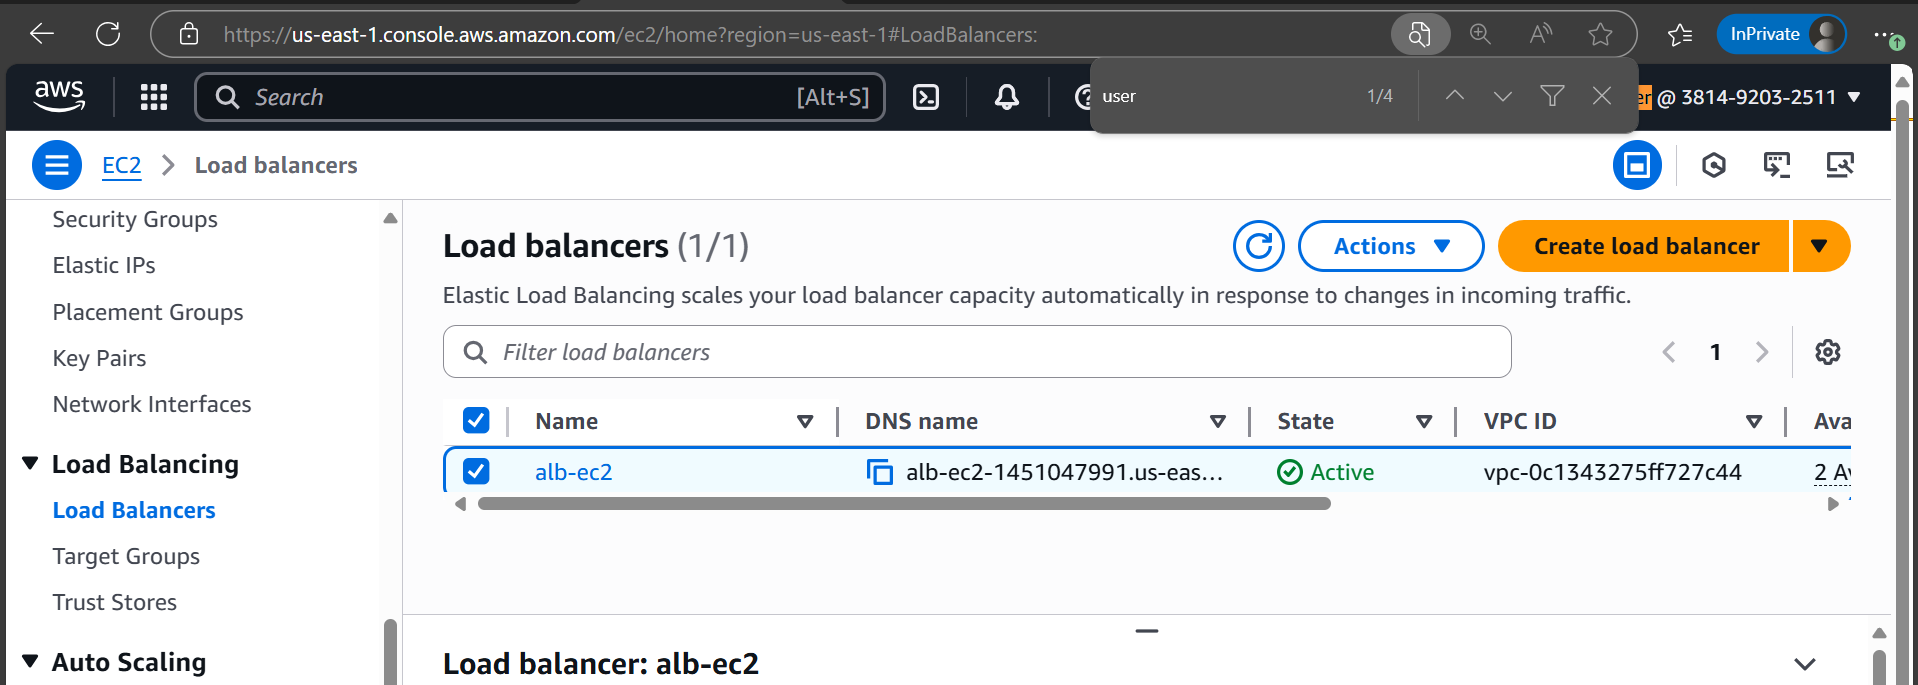 https://us-east-1.console.aws.amazon.com/ec2/home?region=us-east-1#LoadBalancers:
InPrivate
aws
Search
[Alt+S]
user
1/4
er @ 3814-9203-2511
EC2
Load balancers
Security Groups
Elastic IPs
Placement Groups
Key Pairs
Network Interfaces
Load Balancing
Load Balancers
Target Groups
Trust Stores
Auto Scaling
Load balancers (1/1)
Actions
Create load balancer
Elastic Load Balancing scales your load balancer capacity automatically in response to changes in incoming traffic.
Filter load balancers
1
Name
DNS name
State
VPC ID
Ava
alb-ec2
alb-ec2-1451047991.us-eas...
Active
vpc-0c1343275ff727c44
2 Av
Load balancer: alb-ec2